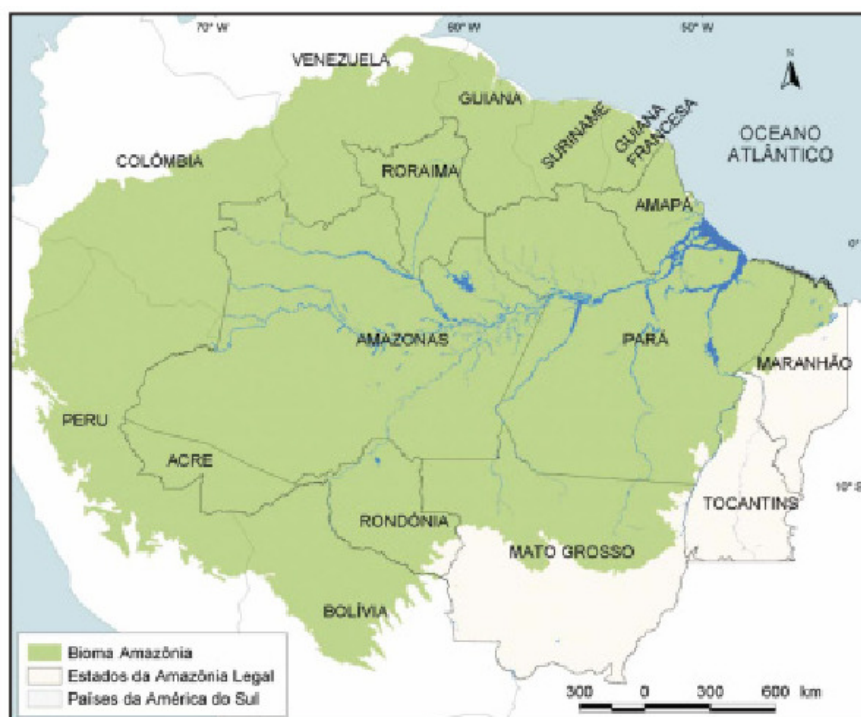 70° W
60° W
50° W
N
VENEZUELA
GUIANA
SURINAME
GUIANA
FRANCESA
OCEANO
ATLÂNTICO
COLÔMBIA
RORAIMA
AMAPÁ
0°
AMAZONAS
PARÁ
MARANHÃO
PERU
ACRE
10° S
TOCANTINS
RONDÔNIA
MATO GROSSO
BOLÍVIA
Bioma Amazônia
Estados da Amazônia Legal
Países da América do Sul
300 0 300 600 km